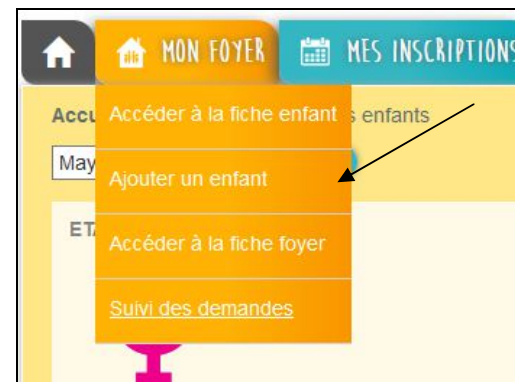 MON FOYER MES INSCRIPTIONS
Accu
Accéder à la fiche enfant
s enfants
May
Ajouter un enfant
ETA
Accéder à la fiche foyer
Suivi des demandes